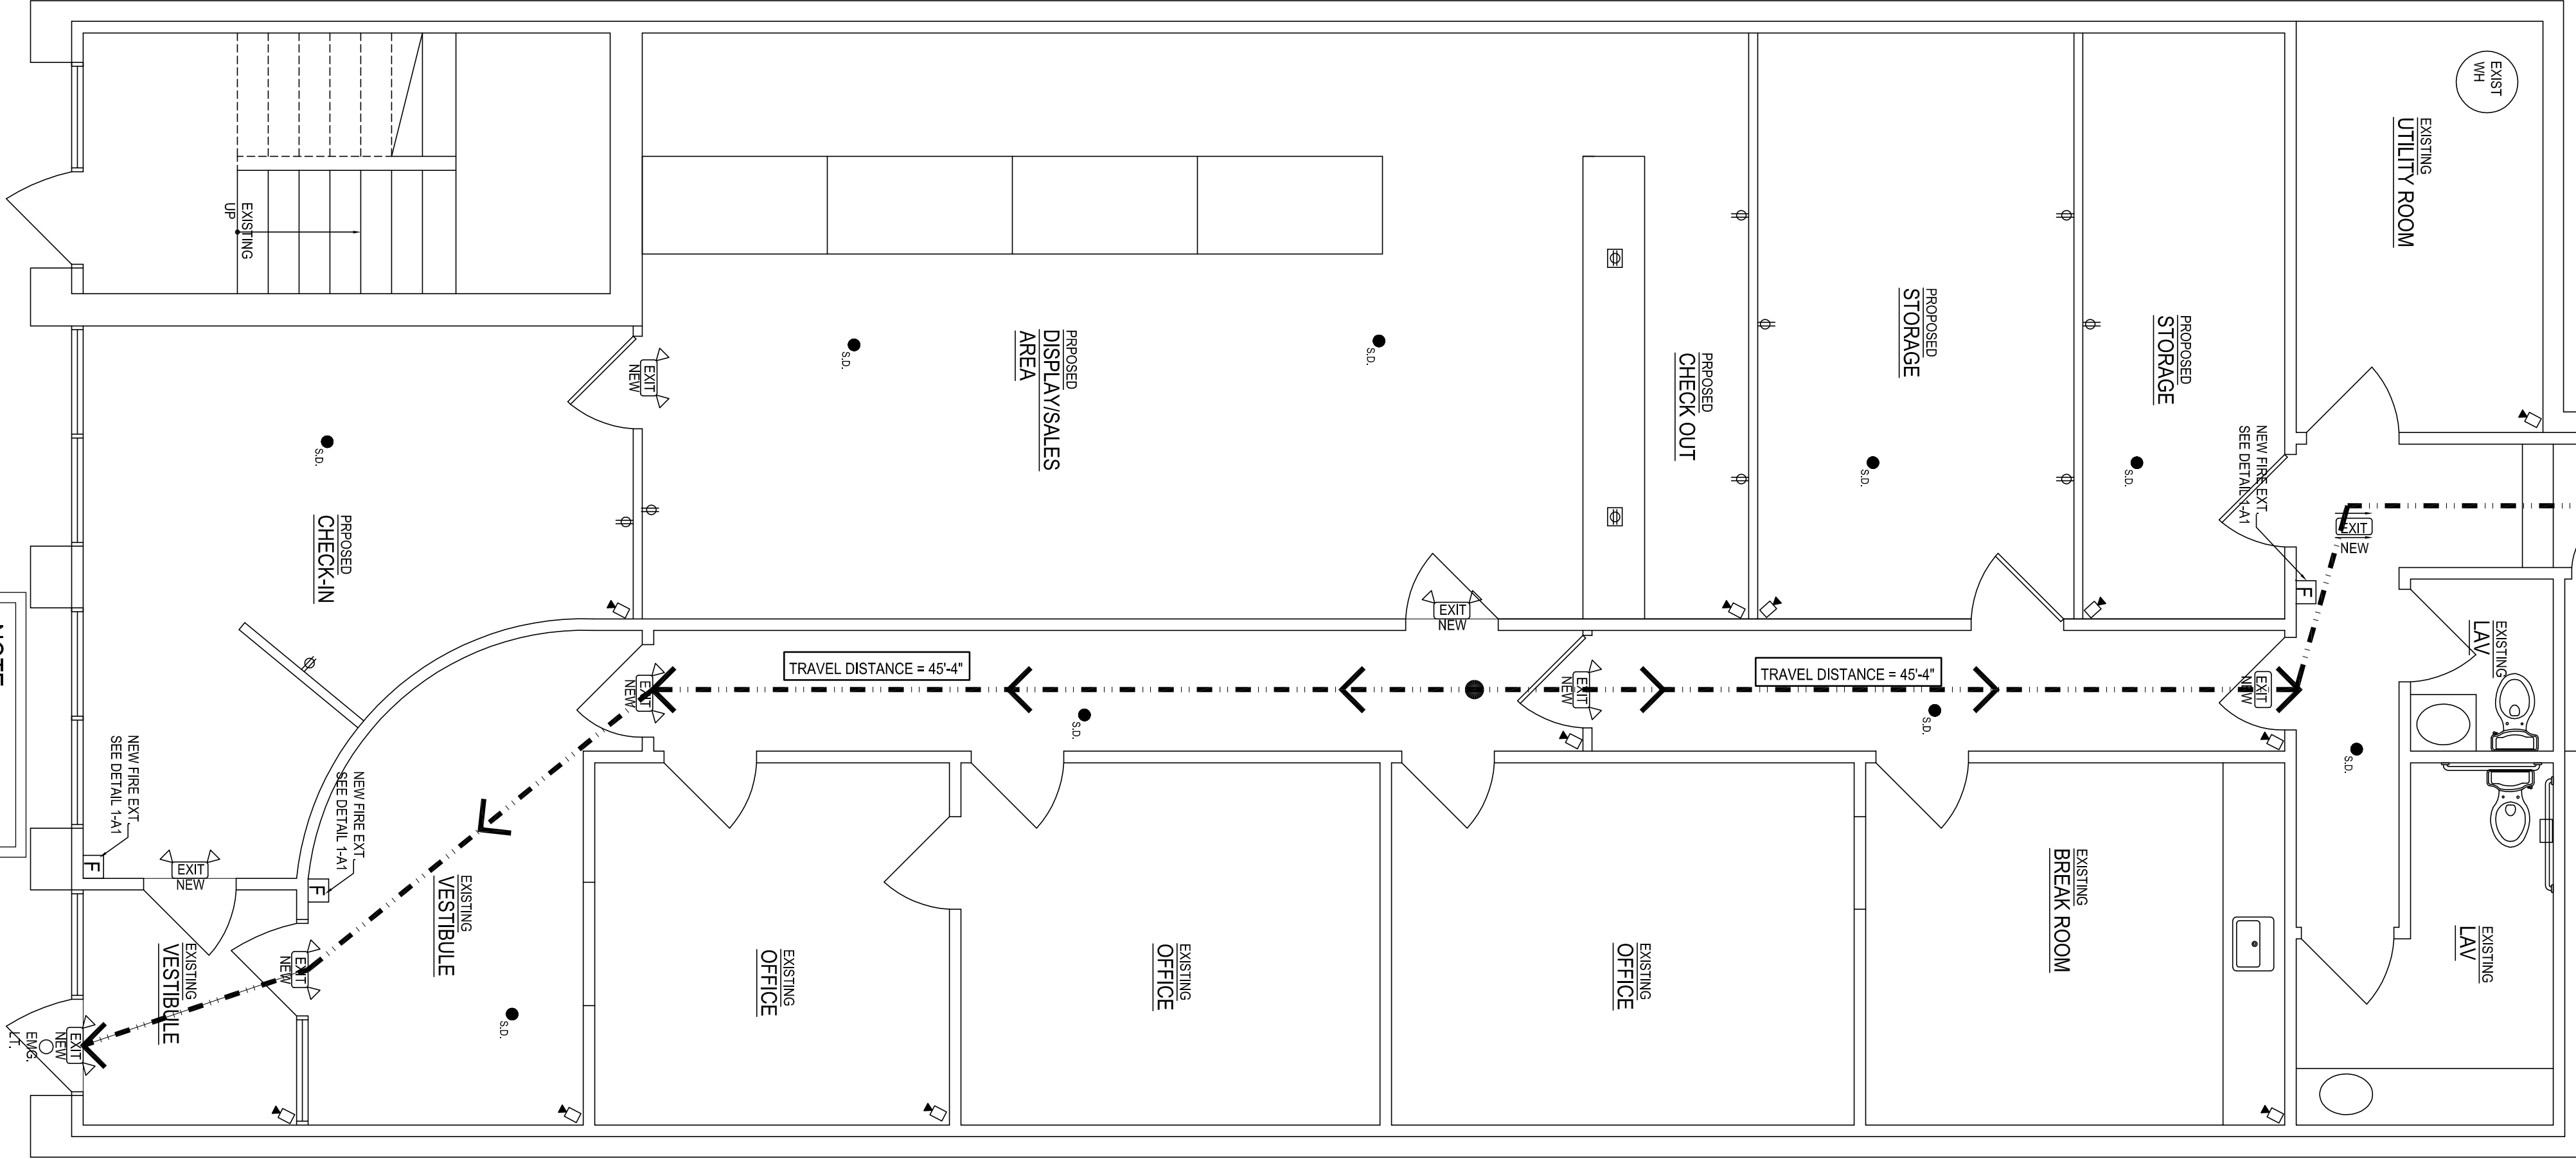 EXISTING
UP
PRPOSED
CHECK-IN
S.D.
NEW FIRE EXT
SEE DETAIL 1-A1
F
EXIT
NEW
EXISTING
VESTIBULE
EXIT
NEW
EMG.
LT.
EXIT
NEW
NEW FIRE EXT
SEE DETAIL 1-A1
F
EXISTING
VESTIBULE
S.D.
EXIT
NEW
EXIT
NEW
PRPOSED
DISPLAY/SALES
AREA
S.D.
S.D.
PRPOSED
CHECK OUT
EXIT
NEW
TRAVEL DISTANCE = 45'-4"
S.D.
EXIT
NEW
TRAVEL DISTANCE = 45'-4"
S.D.
EXIT
NEW
PROPOSED
STORAGE
S.D.
PROPOSED
STORAGE
S.D.
NEW FIRE EXT
SEE DETAIL 1-A1
F
EXIST
WH
EXISTING
UTILITY ROOM
EXIT
NEW
EXISTING
LAV
S.D.
EXISTING
LAV
EXISTING
OFFICE
EXISTING
OFFICE
EXISTING
OFFICE
EXISTING
BREAK ROOM